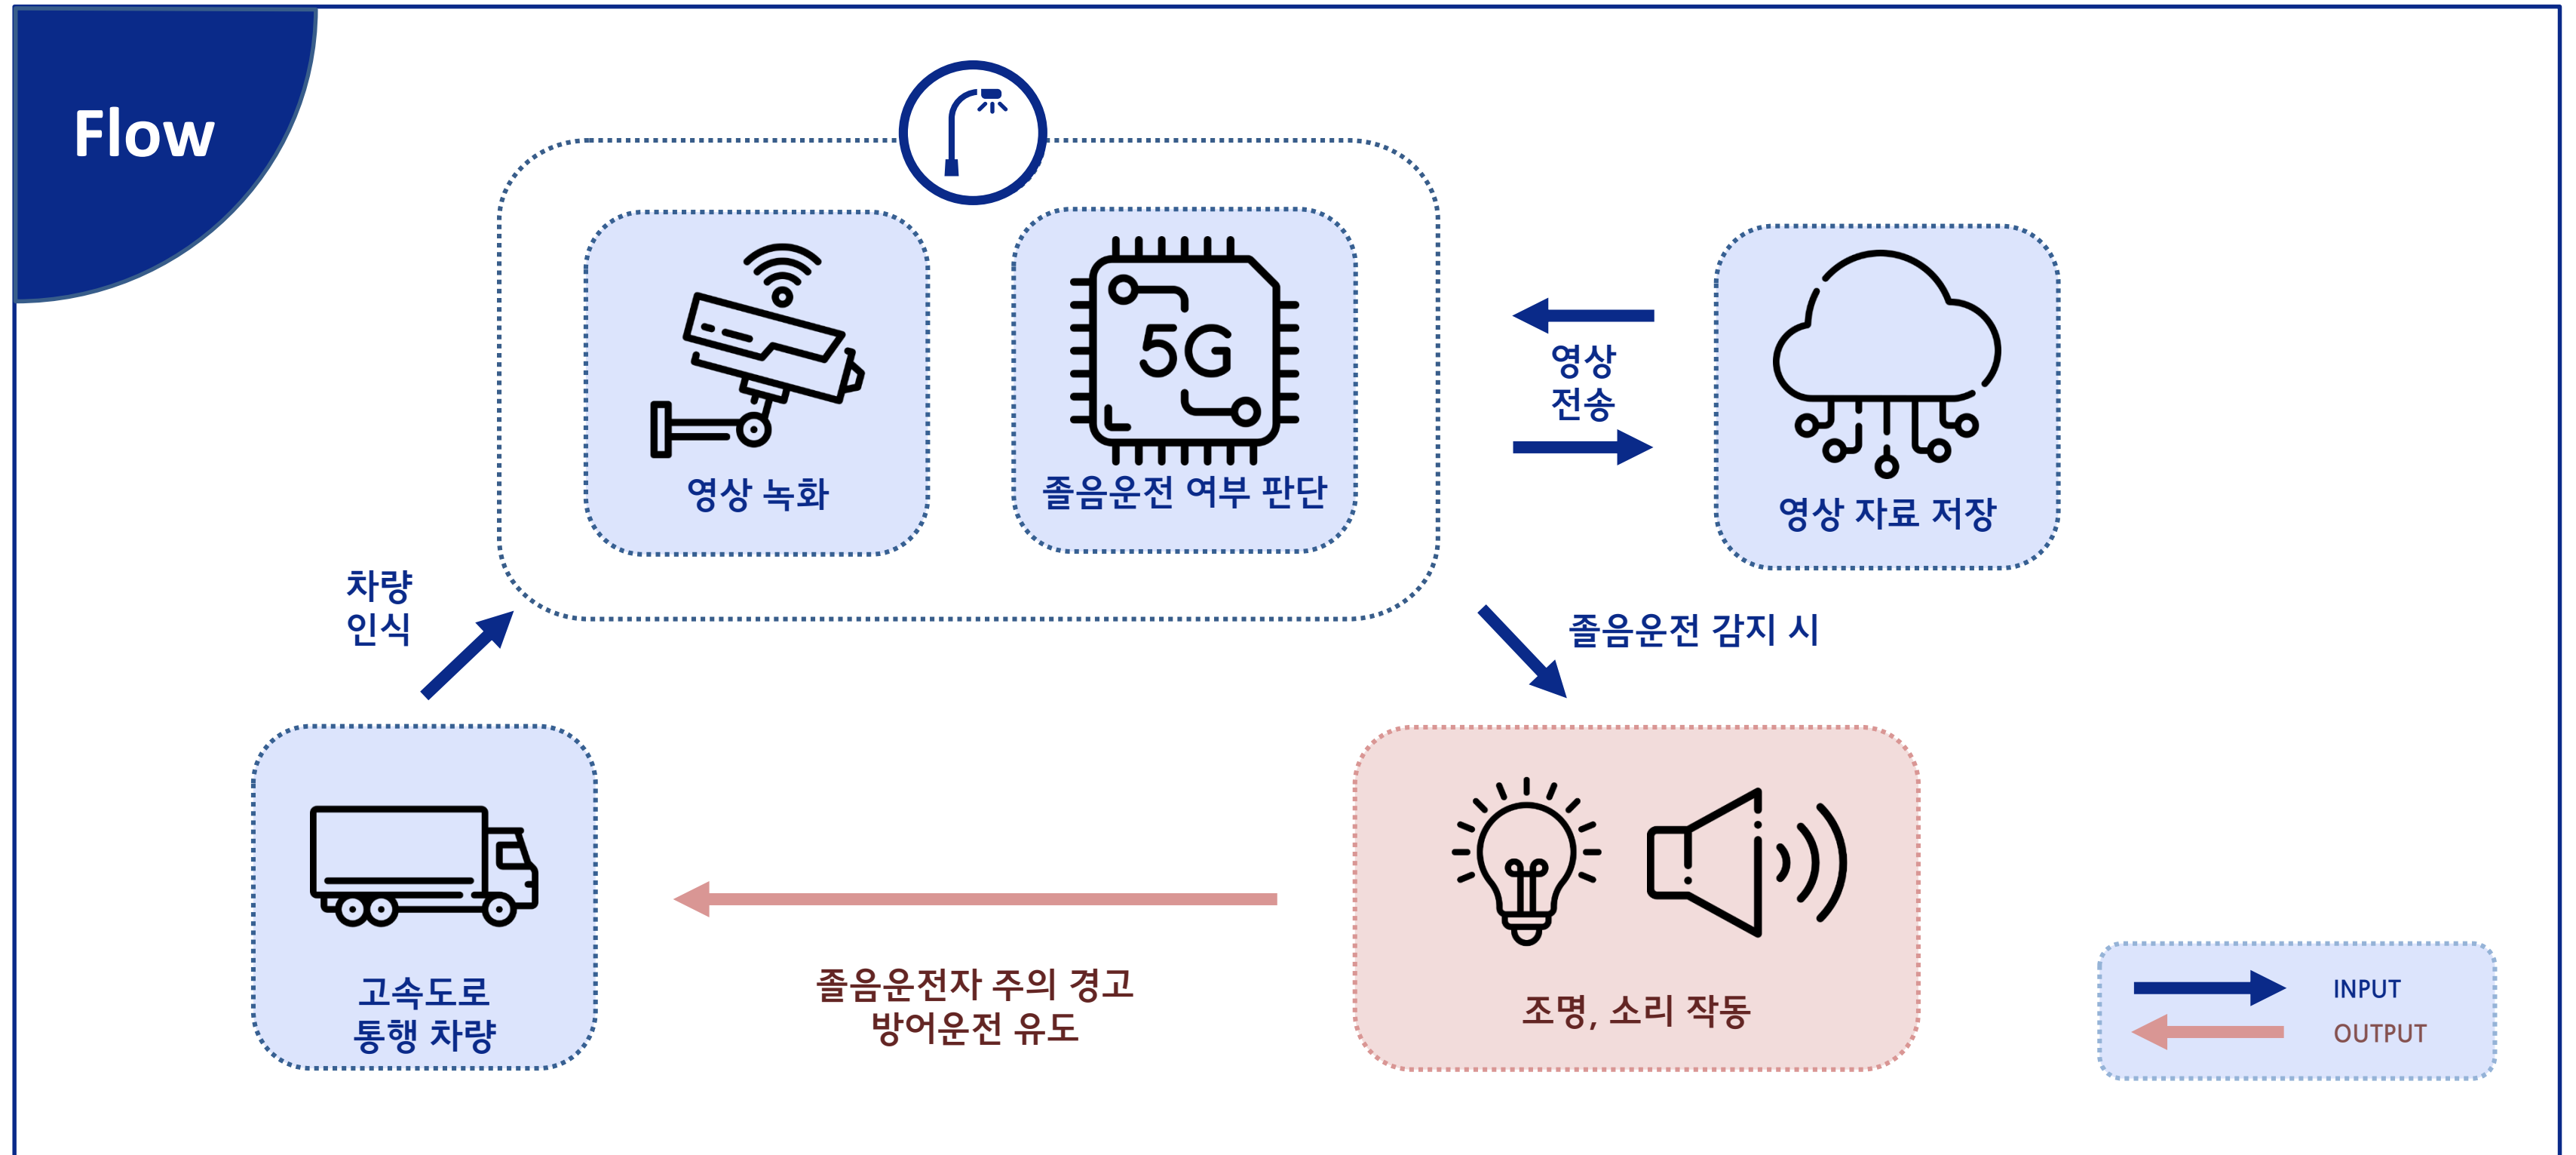 Flow
5G
영상 녹화
졸음운전 여부 판단
영상
전송
영상 자료 저장
차량
인식
졸음운전 감지 시
고속도로
통행 차량
졸음운전자 주의 경고
방어운전 유도
조명, 소리 작동
INPUT
OUTPUT